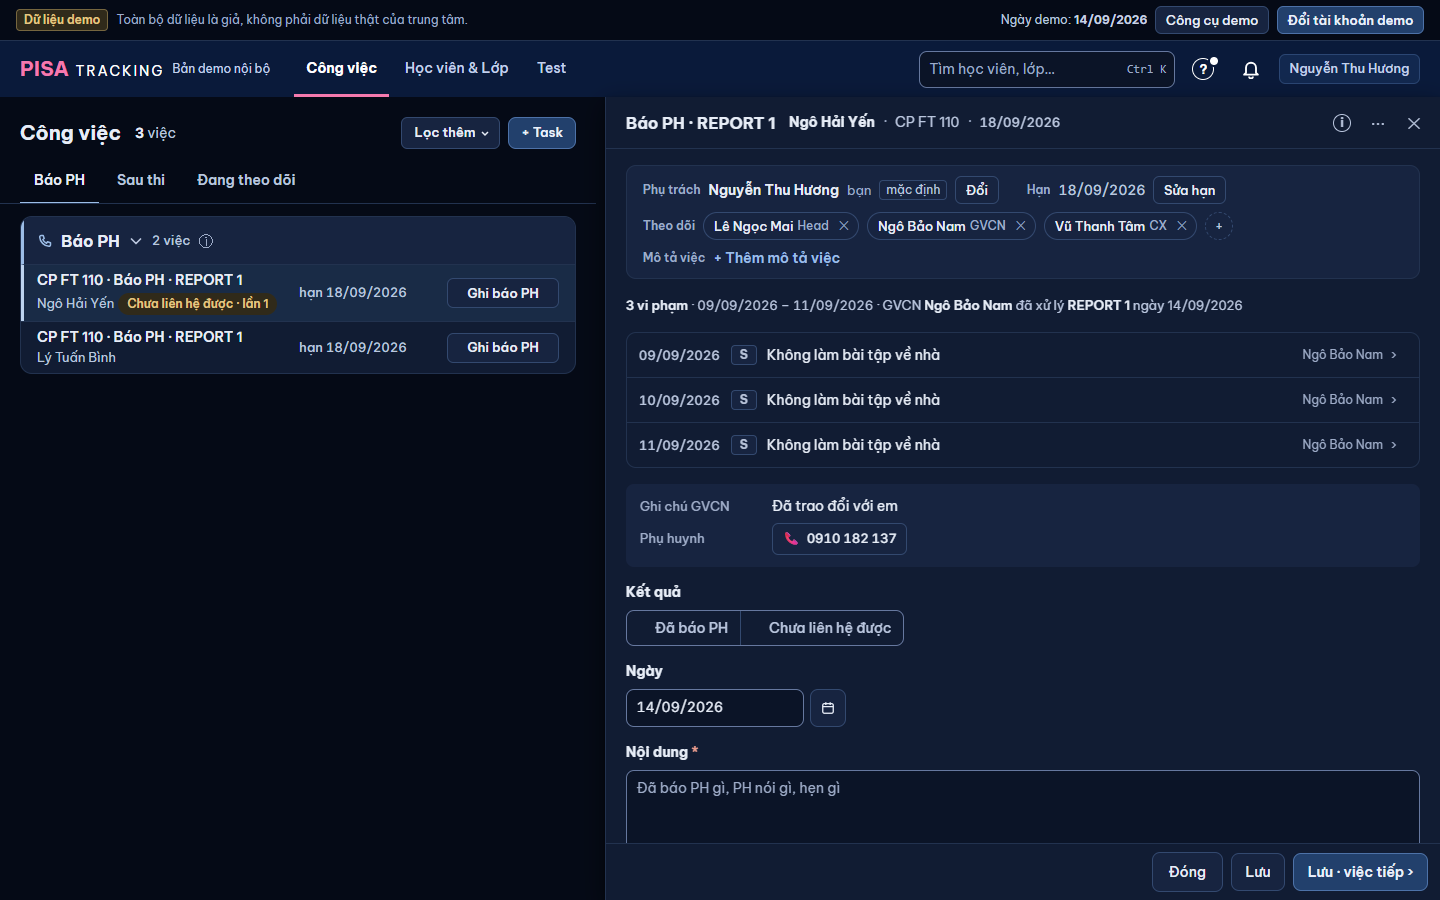 Dữ liệu demo Toàn bộ dữ liệu là giả, không phải dữ liệu thật của trung tâm. Ngày demo: 14/09/2026 Công cụ demo Đổi tài khoản demo
PISA TRACKING Bản demo nội bộ Công việc Học viên & Lớp Test Tìm học viên, lớp... Ctrl K ? Nguyễn Thu Hương
Công việc 3 việc Lọc thêm + Task
Báo PH Sau thi Đang theo dõi
Báo PH 2 việc
CP FT 110 · Báo PH · REPORT 1
Ngô Hải Yến Chưa liên hệ được · lần 1
hạn 18/09/2026 Ghi báo PH
CP FT 110 · Báo PH · REPORT 1
Lý Tuấn Bình
hạn 18/09/2026 Ghi báo PH
Báo PH · REPORT 1 Ngô Hải Yến · CP FT 110 · 18/09/2026
Phụ trách Nguyễn Thu Hương bạn mặc định Đổi Hạn 18/09/2026 Sửa hạn
Theo dõi Lê Ngọc Mai Head Ngô Bảo Nam GVCN Vũ Thanh Tâm CX +
Mô tả việc + Thêm mô tả việc
3 vi phạm · 09/09/2026 – 11/09/2026 · GVCN Ngô Bảo Nam đã xử lý REPORT 1 ngày 14/09/2026
09/09/2026 S Không làm bài tập về nhà Ngô Bảo Nam ›
10/09/2026 S Không làm bài tập về nhà Ngô Bảo Nam ›
11/09/2026 S Không làm bài tập về nhà Ngô Bảo Nam ›
Ghi chú GVCN Đã trao đổi với em
Phụ huynh 0910 182 137
Kết quả
Đã báo PH Chưa liên hệ được
Ngày
14/09/2026
Nội dung *
Đã báo PH gì, PH nói gì, hẹn gì
Đóng Lưu Lưu · việc tiếp ›